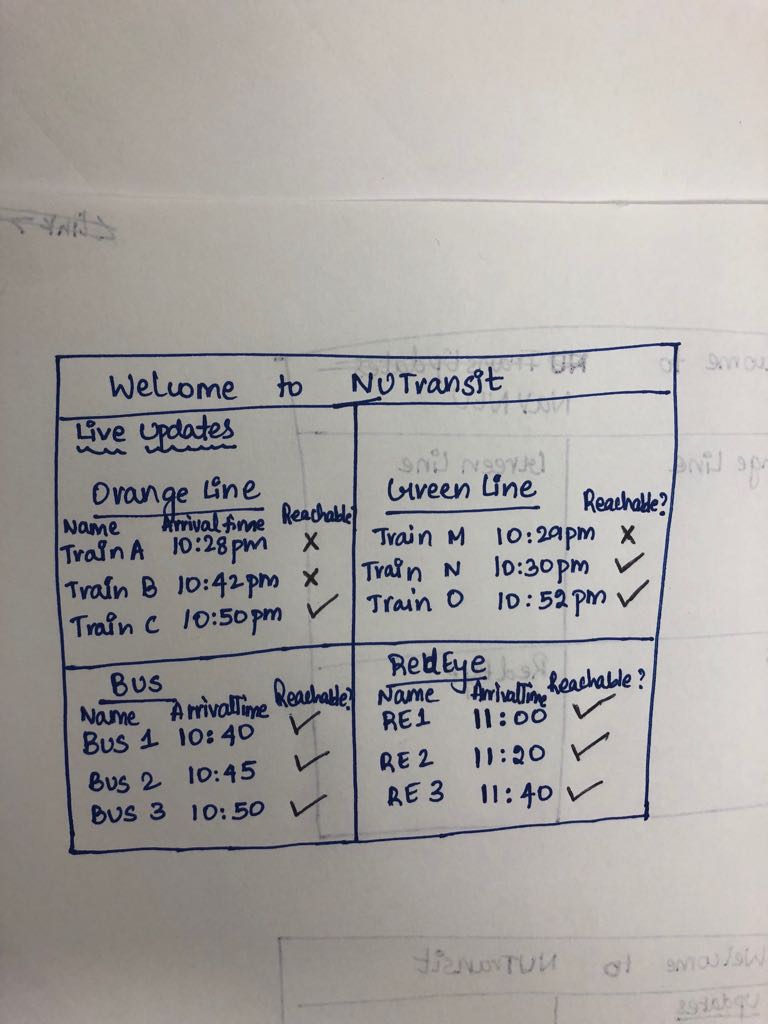 Welcome to NUTransit
Live Updates
Orange Line
Name Arrival time Reachable?
Train A 10:28pm X
Train B 10:42pm X
Train C 10:50pm ✓
Green Line
Reachable?
Train M 10:29pm X
Train N 10:30pm ✓
Train O 10:52pm ✓
Bus
Name ArrivalTime Reachable?
Bus 1 10:40 ✓
Bus 2 10:45 ✓
Bus 3 10:50 ✓
RedEye
Name ArrivalTime Reachable?
RE1 11:00 ✓
RE2 11:20 ✓
RE3 11:40 ✓